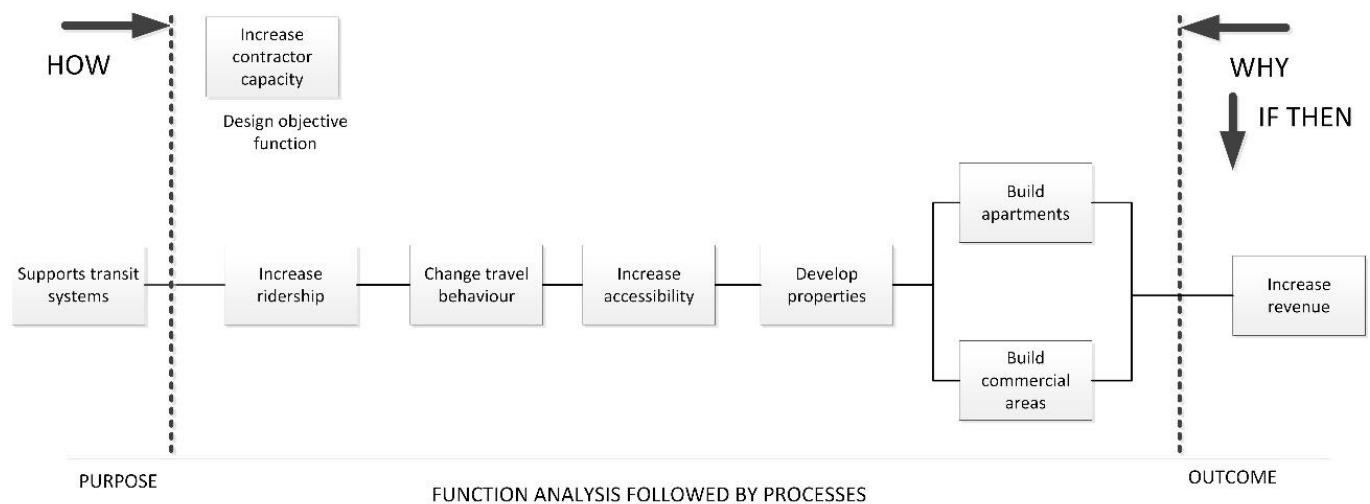 HOW
Increase
contractor
capacity
Design objective
function
WHY
IF THEN
Supports transit
systems
Increase
ridership
Change travel
behaviour
Increase
accessibility
Develop
properties
Build
apartments
Build
commercial
areas
Increase
revenue
PURPOSE
FUNCTION ANALYSIS FOLLOWED BY PROCESSES
OUTCOME